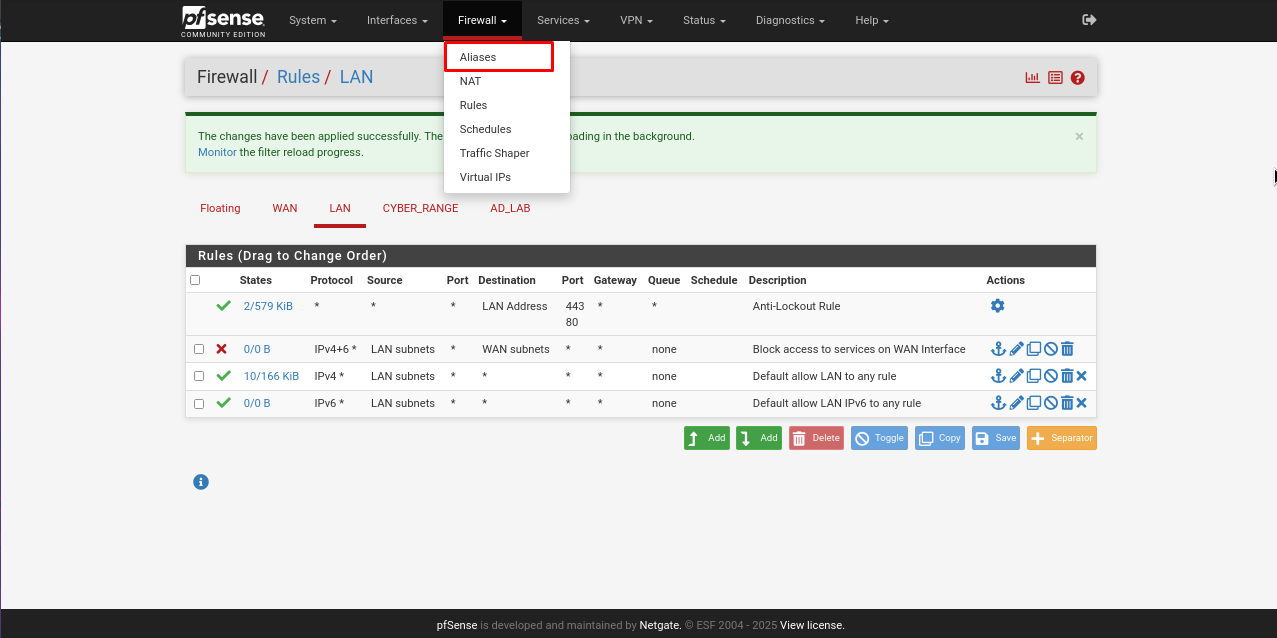 pfsense
COMMUNITY EDITION
System Interfaces Firewall Services VPN Status Diagnostics Help
Aliases
NAT
Rules
Schedules
Traffic Shaper
Virtual IPs
Firewall / Rules / LAN
The changes have been applied successfully. The oading in the background.
Monitor the filter reload progress.
×
Floating WAN LAN CYBER_RANGE AD_LAB
Rules (Drag to Change Order)
States Protocol Source Port Destination Port Gateway Queue Schedule Description Actions
2/579 KiB * * * LAN Address 443 * * Anti-Lockout Rule
80
0/0 B IPv4+6 * LAN subnets * WAN subnets * * none Block access to services on WAN Interface
10/166 KiB IPv4 * LAN subnets * * * * none Default allow LAN to any rule
0/0 B IPv6 * LAN subnets * * * * none Default allow LAN IPv6 to any rule
Add Add Delete Toggle Copy Save Separator
pfSense is developed and maintained by Netgate. © ESF 2004 - 2025 View license.